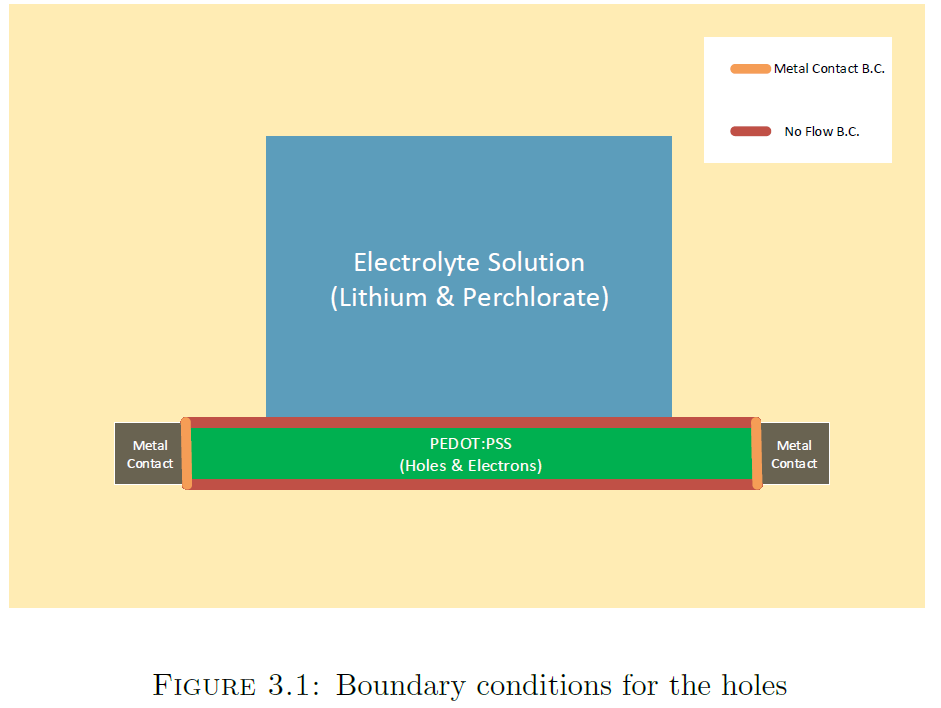 Metal Contact B.C.
No Flow B.C.
Electrolyte Solution
(Lithium & Perchlorate)
Metal
Contact
PEDOT:PSS
(Holes & Electrons)
Metal
Contact
FIGURE 3.1: Boundary conditions for the holes